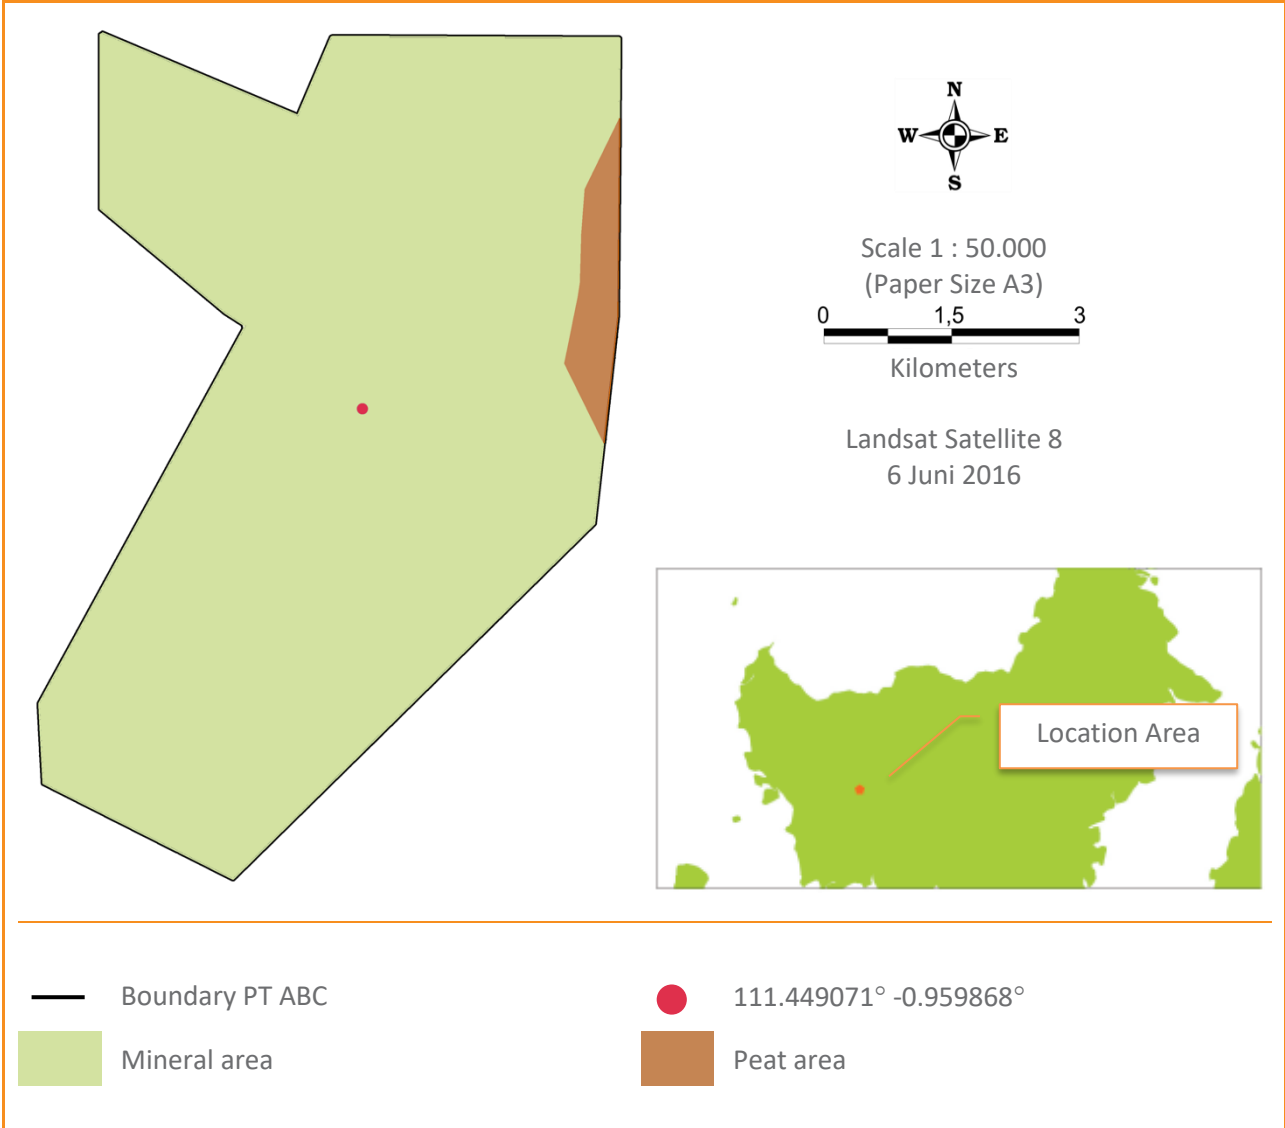 N
W E
S
Scale 1 : 50.000
(Paper Size A3)
0 1,5 3
Kilometers
Landsat Satellite 8
6 Juni 2016
Location Area
Boundary PT ABC
111.449071° -0.959868°
Mineral area
Peat area